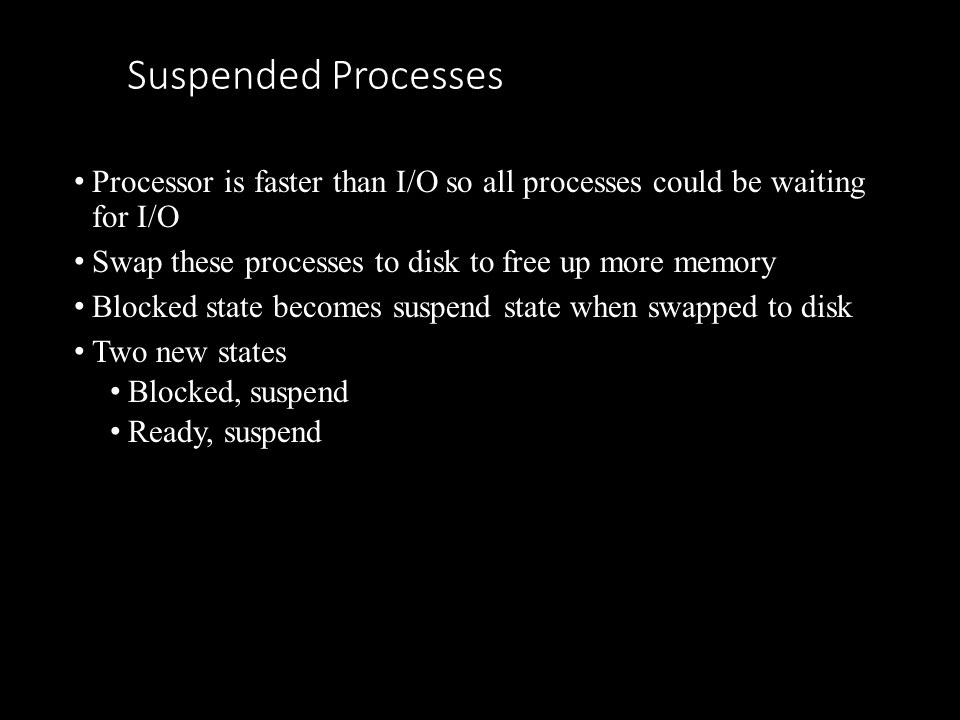 Suspended Processes
• Processor is faster than I/O so all processes could be waiting
for I/O
• Swap these processes to disk to free up more memory
• Blocked state becomes suspend state when swapped to disk
• Two new states
• Blocked, suspend
• Ready, suspend